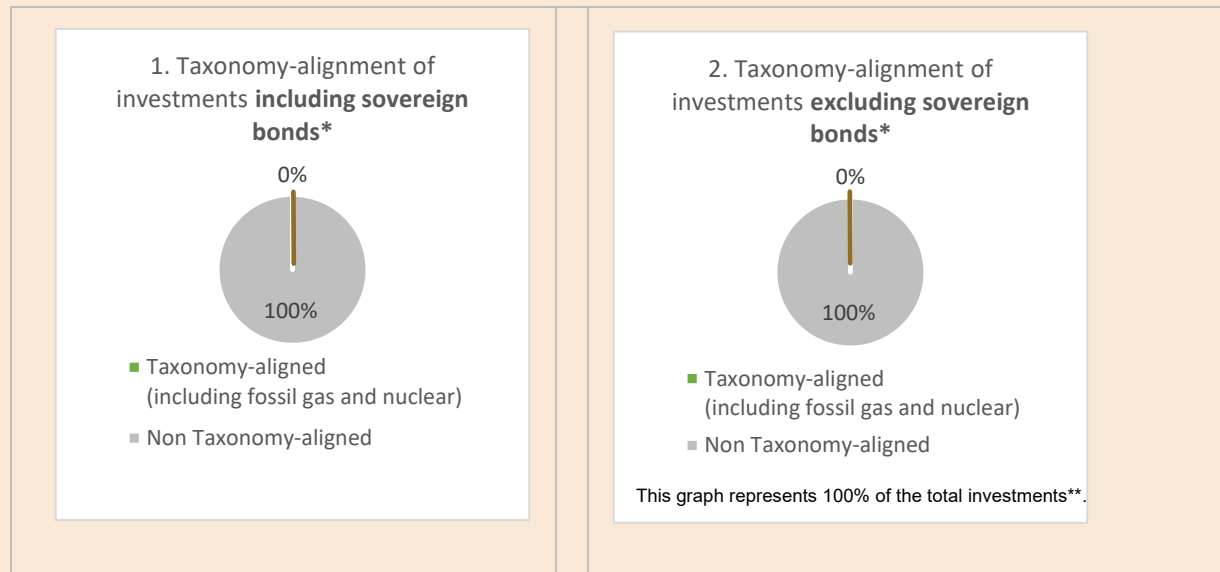 1. Taxonomy-alignment of
investments including sovereign
bonds*
0%
100%
Taxonomy-aligned
(including fossil gas and nuclear)
Non Taxonomy-aligned
2. Taxonomy-alignment of
investments excluding sovereign
bonds*
0%
100%
Taxonomy-aligned
(including fossil gas and nuclear)
Non Taxonomy-aligned
This graph represents 100% of the total investments**.